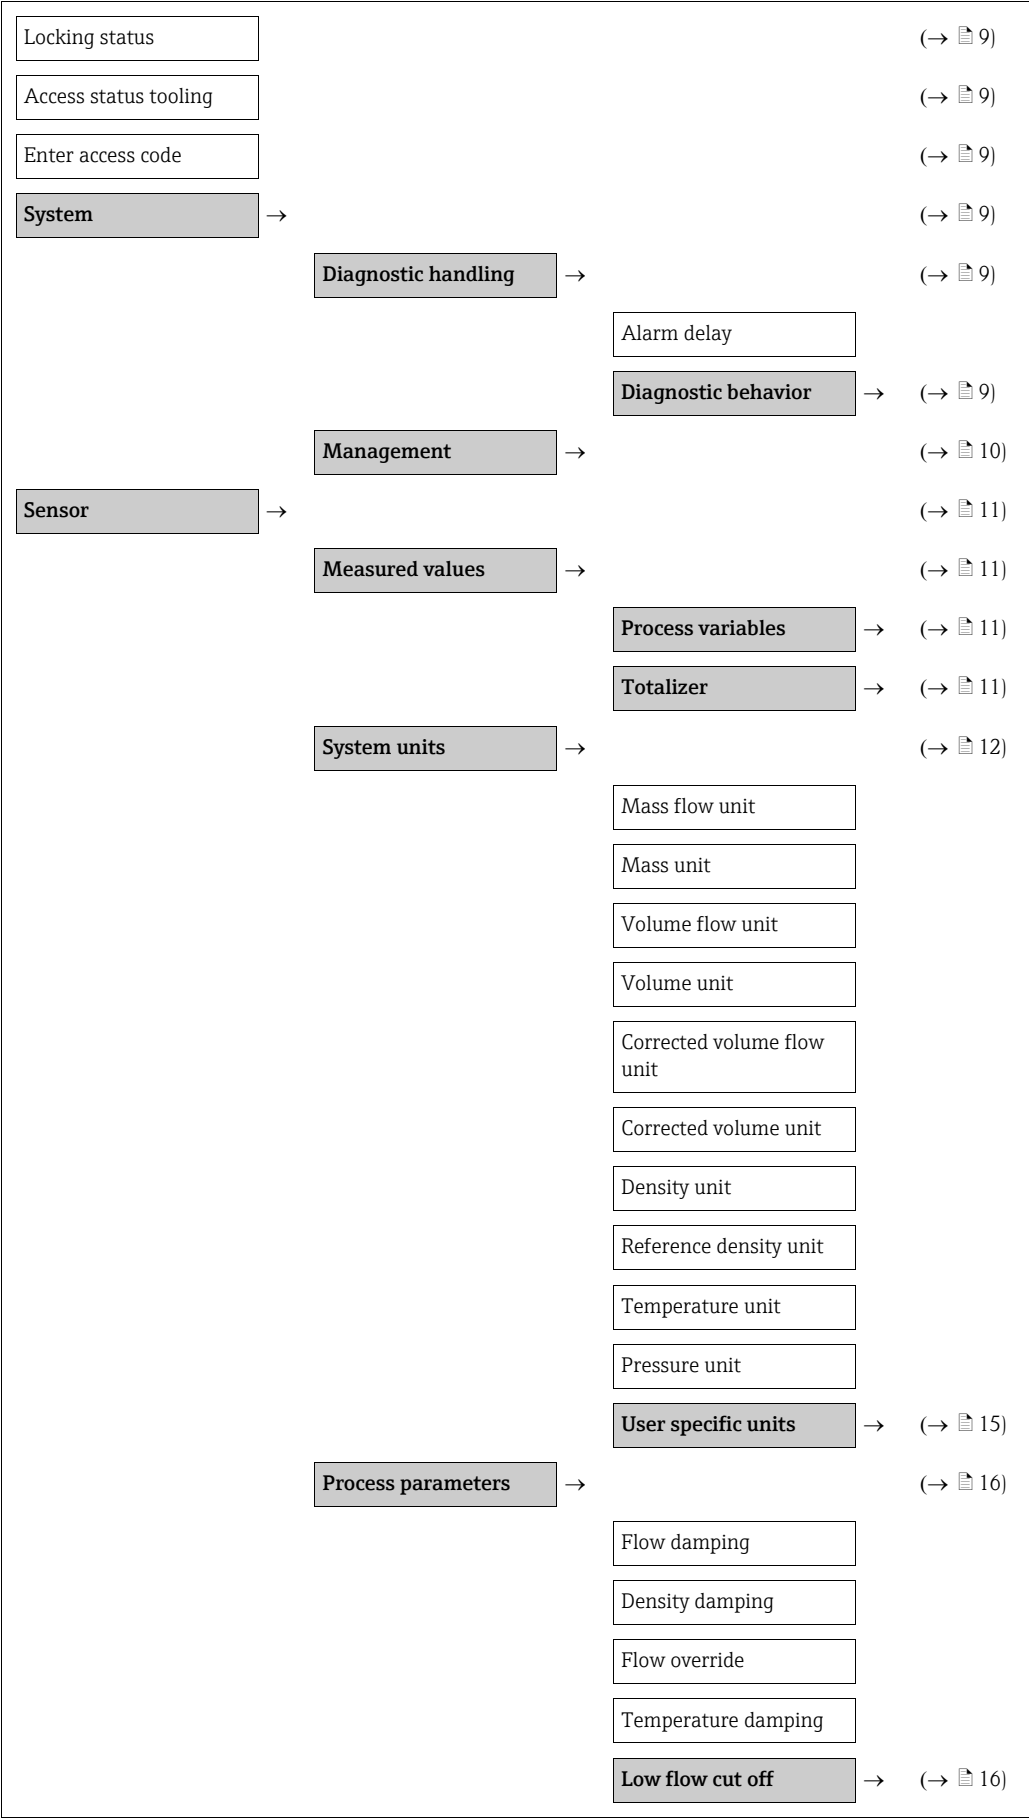 Locking status (→ 🖹 9)
Access status tooling (→ 🖹 9)
Enter access code (→ 🖹 9)
System → (→ 🖹 9)
Diagnostic handling → (→ 🖹 9)
Alarm delay
Diagnostic behavior → (→ 🖹 9)
Management → (→ 🖹 10)
Sensor → (→ 🖹 11)
Measured values → (→ 🖹 11)
Process variables → (→ 🖹 11)
Totalizer → (→ 🖹 11)
System units → (→ 🖹 12)
Mass flow unit
Mass unit
Volume flow unit
Volume unit
Corrected volume flow
unit
Corrected volume unit
Density unit
Reference density unit
Temperature unit
Pressure unit
User specific units → (→ 🖹 15)
Process parameters → (→ 🖹 16)
Flow damping
Density damping
Flow override
Temperature damping
Low flow cut off → (→ 🖹 16)